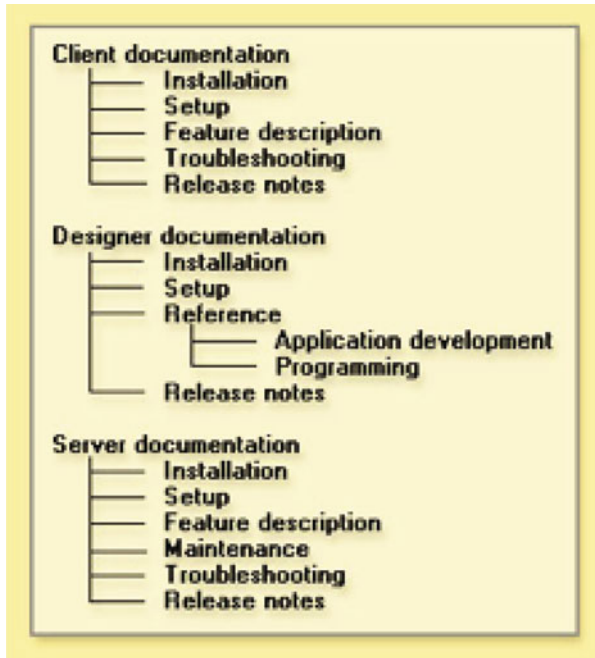 Client documentation
Installation
Setup
Feature description
Troubleshooting
Release notes
Designer documentation
Installation
Setup
Reference
Application development
Programming
Release notes
Server documentation
Installation
Setup
Feature description
Maintenance
Troubleshooting
Release notes